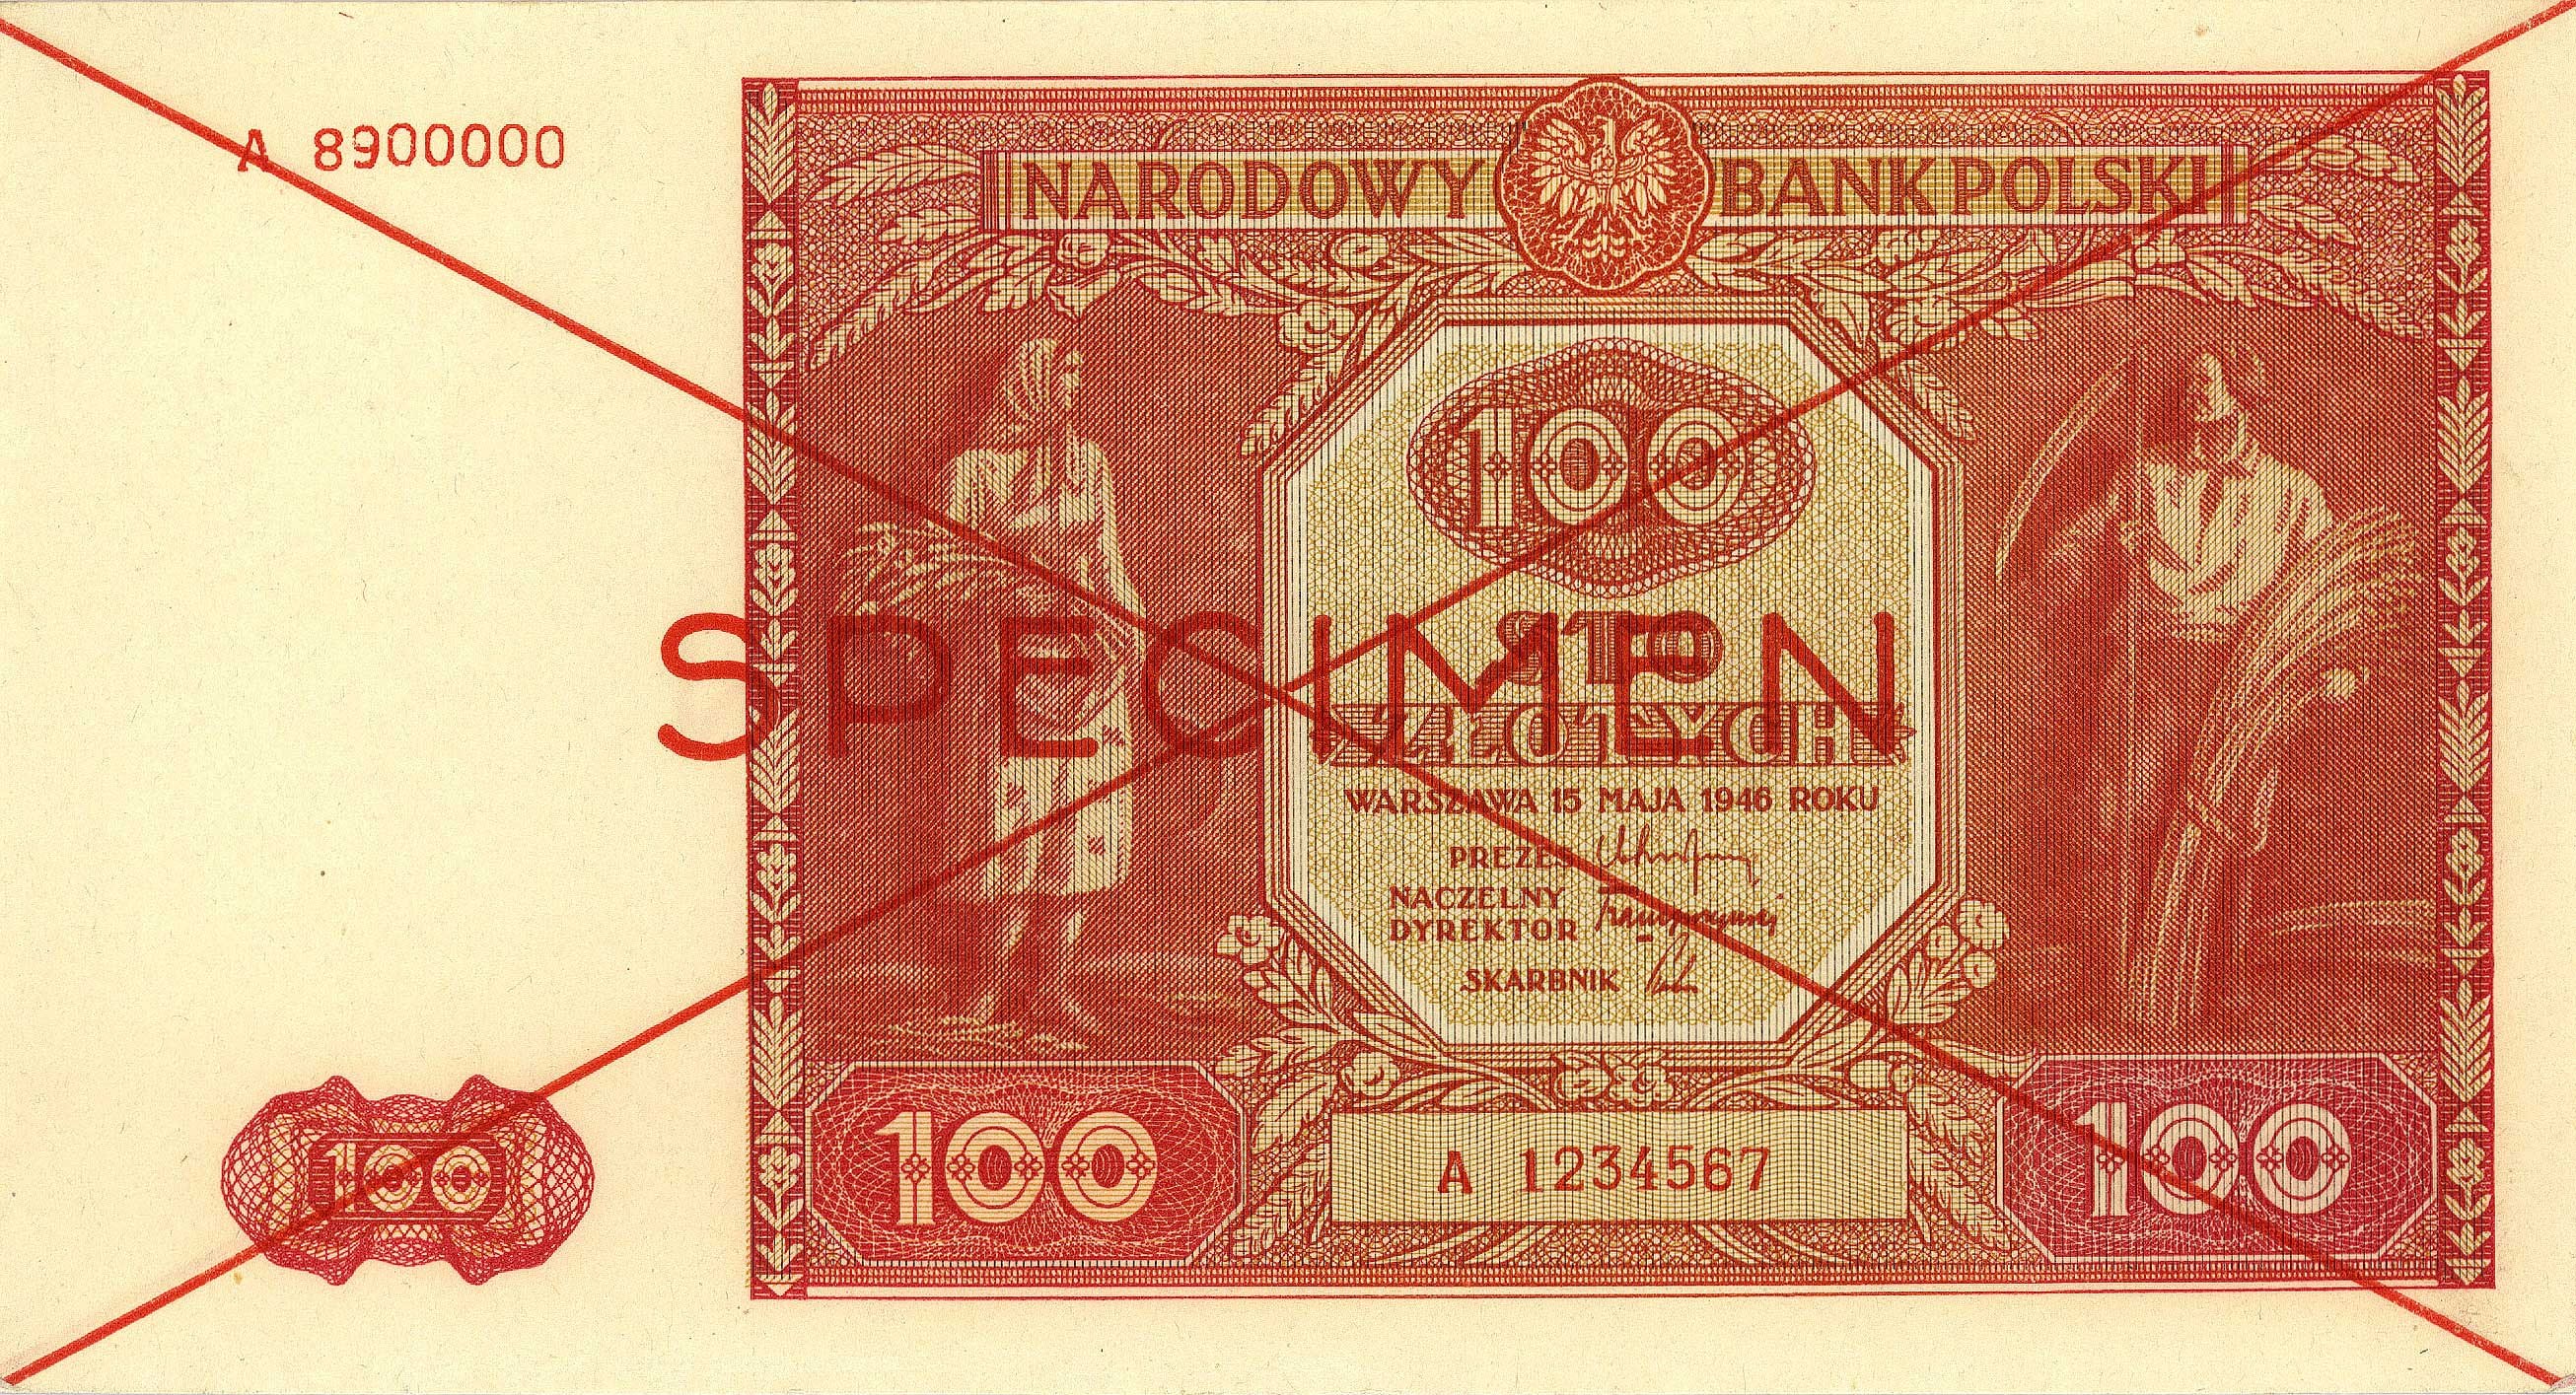 A 8900000
NARODOWY BANK POLSKI
100
STO
SPECIMEN
ZŁOTYCH
WARSZAWA 15 MAJA 1946 ROKU
PREZES
NACZELNY
DYREKTOR
SKARBNIK
100
100
A 1234567
100